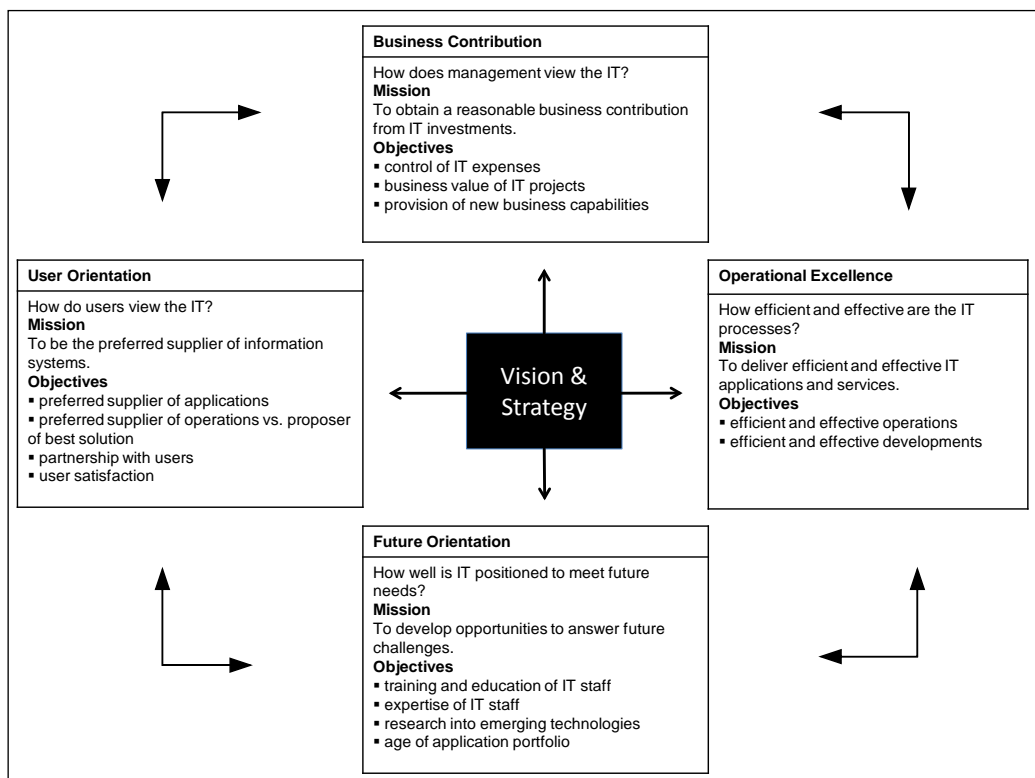 Business Contribution
How does management view the IT?
Mission
To obtain a reasonable business contribution
from IT investments.
Objectives
▪ control of IT expenses
▪ business value of IT projects
▪ provision of new business capabilities
User Orientation
How do users view the IT?
Mission
To be the preferred supplier of information
systems.
Objectives
▪ preferred supplier of applications
▪ preferred supplier of operations vs. proposer
of best solution
▪ partnership with users
▪ user satisfaction
Vision &
Strategy
Operational Excellence
How efficient and effective are the IT
processes?
Mission
To deliver efficient and effective IT
applications and services.
Objectives
▪ efficient and effective operations
▪ efficient and effective developments
Future Orientation
How well is IT positioned to meet future
needs?
Mission
To develop opportunities to answer future
challenges.
Objectives
▪ training and education of IT staff
▪ expertise of IT staff
▪ research into emerging technologies
▪ age of application portfolio